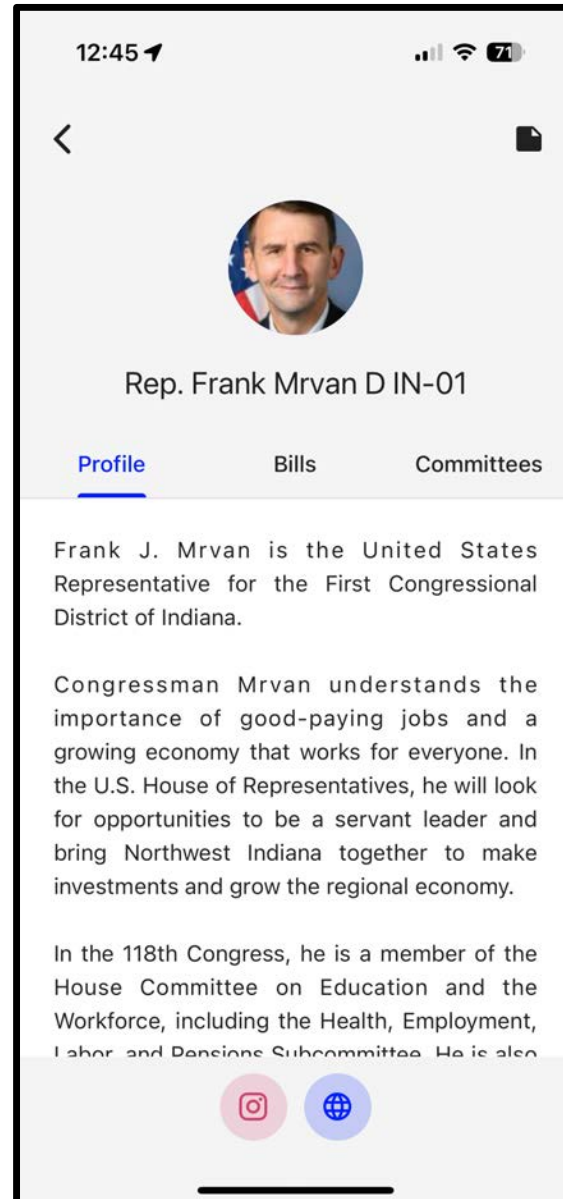 12:45
71
Rep. Frank Mrvan D IN-01
Profile Bills Committees
Frank J. Mrvan is the United States
Representative for the First Congressional
District of Indiana.
Congressman Mrvan understands the
importance of good-paying jobs and a
growing economy that works for everyone. In
the U.S. House of Representatives, he will look
for opportunities to be a servant leader and
bring Northwest Indiana together to make
investments and grow the regional economy.
In the 118th Congress, he is a member of the
House Committee on Education and the
Workforce, including the Health, Employment,
Labor, and Pensions Subcommittee. He is also